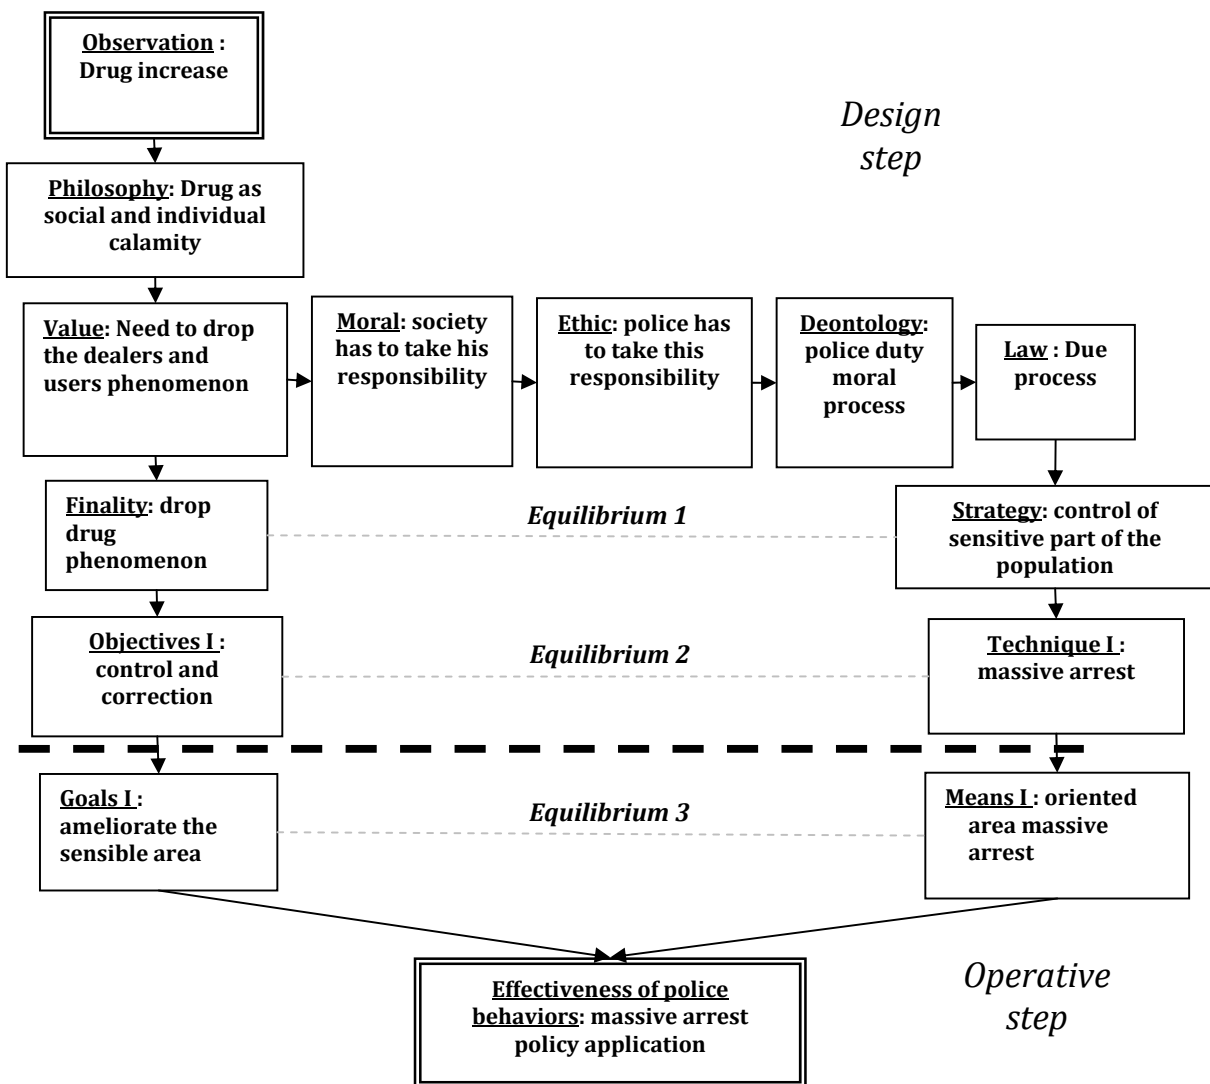 Observation :
Drug increase
Design
step
Philosophy: Drug as
social and individual
calamity
Value: Need to drop
the dealers and
users phenomenon
Moral: society
has to take his
responsibility
Ethic: police has
to take this
responsibility
Deontology:
police duty
moral
process
Law : Due
process
Finality: drop
drug
phenomenon
Equilibrium 1
Strategy: control of
sensitive part of the
population
Objectives I :
control and
correction
Equilibrium 2
Technique I :
massive arrest
Goals I :
ameliorate the
sensible area
Equilibrium 3
Means I : oriented
area massive
arrest
Effectiveness of police
behaviors: massive arrest
policy application
Operative
step